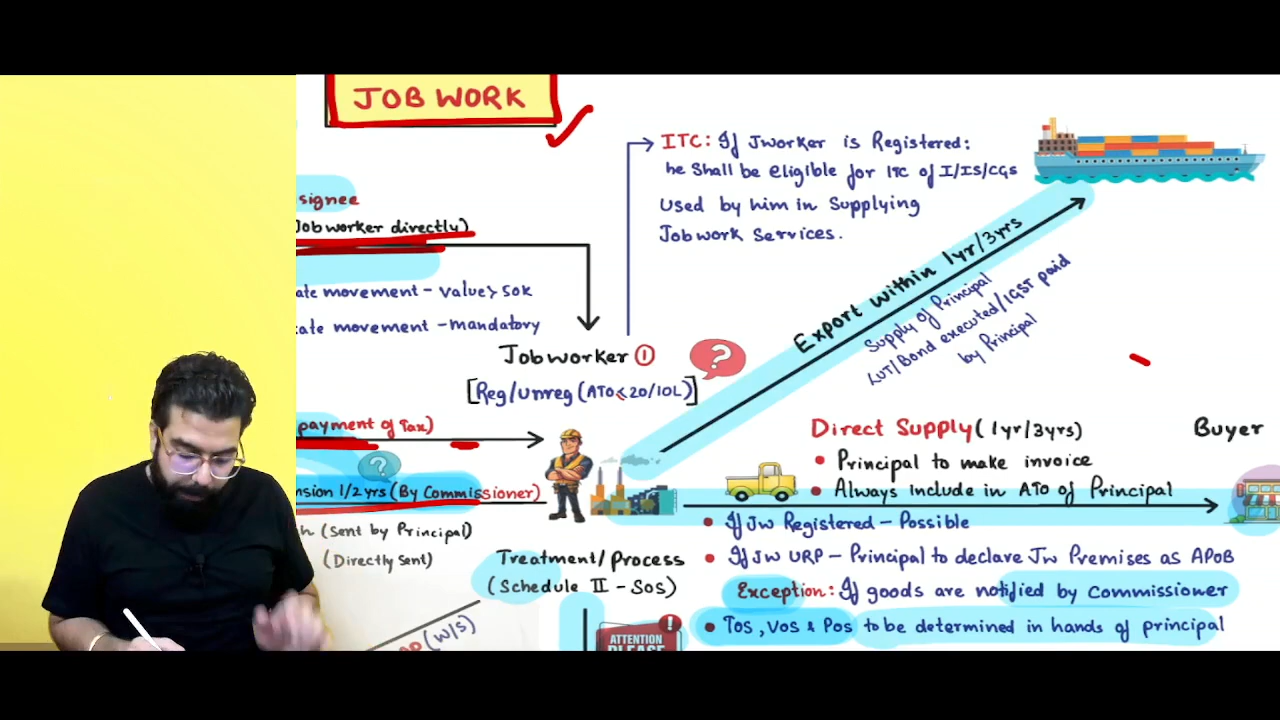 JOB WORK
signee
Job worker directly)
ate movement - value > 50K
ate movement - mandatory
ITC: If Jworker is Registered:
he shall be eligible for ITC of I/IS/CGS
used by him in Supplying
Jobwork Services.
Jobworker ①
[Reg/unreg (ATO ≤ 20/10L)]
?
Export within 1yr/3yrs
Supply of Principal
LUT/Bond executed/IGST paid
by Principal
payment of Tax)
?
nsion 1/2 yrs (By Commissioner)
(Sent by Principal)
(Directly sent)
Direct Supply (1yr/3yrs)
Buyer
• Principal to make invoice
• Always include in ATO of Principal
• If JW Registered - Possible
• If JW URP - Principal to declare JW Premises as APOB
Exception: If goods are notified by commissioner
• TOS, VOS & POS to be determined in hands of principal
Treatment/Process
(Schedule II - SOS)
(W/S)
ATTENTION
PLEASE
!